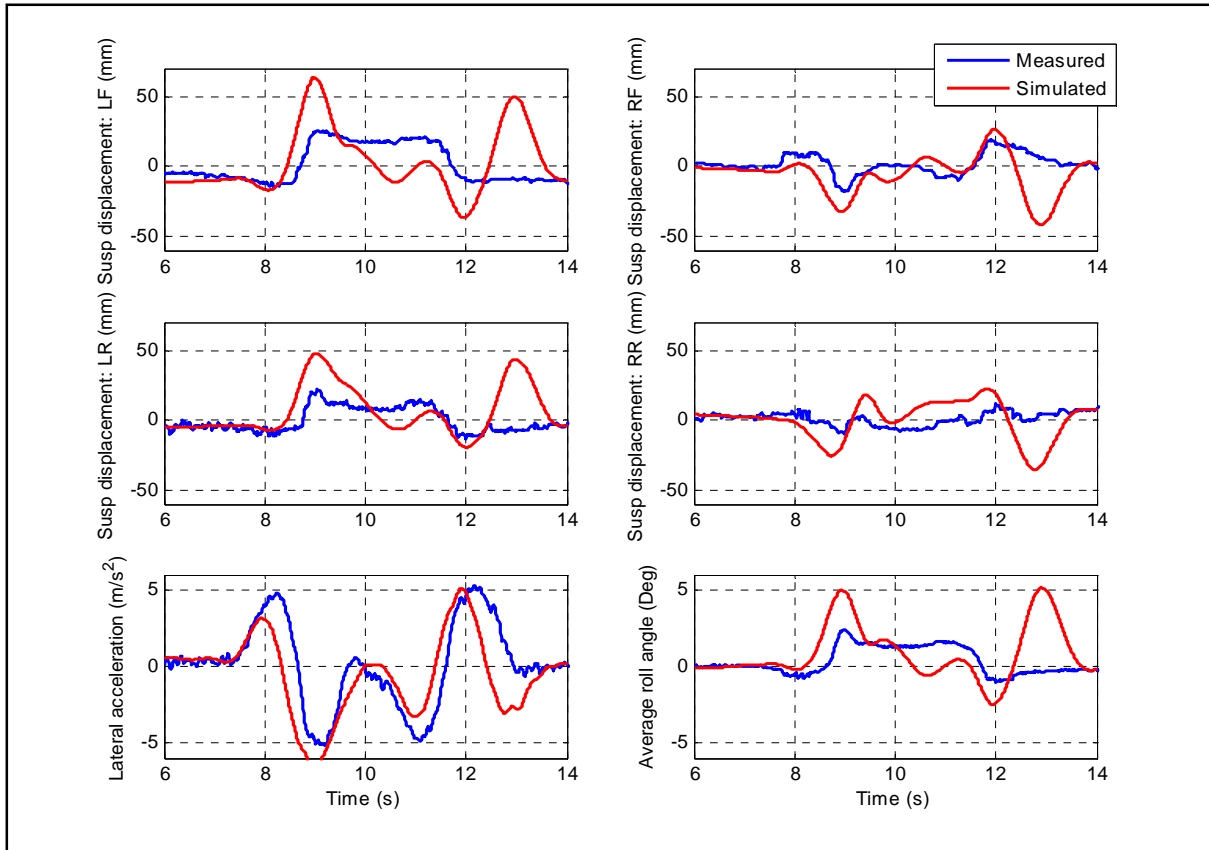 Measured
Simulated
Susp displacement: LF (mm)
50
0
-50
6 8 10 12 14
Susp displacement: RF (mm)
50
0
-50
6 8 10 12 14
Susp displacement: LR (mm)
50
0
-50
6 8 10 12 14
Susp displacement: RR (mm)
50
0
-50
6 8 10 12 14
Lateral acceleration (m/s²)
5
0
-5
6 8 10 12 14
Time (s)
Average roll angle (Deg)
5
0
-5
6 8 10 12 14
Time (s)